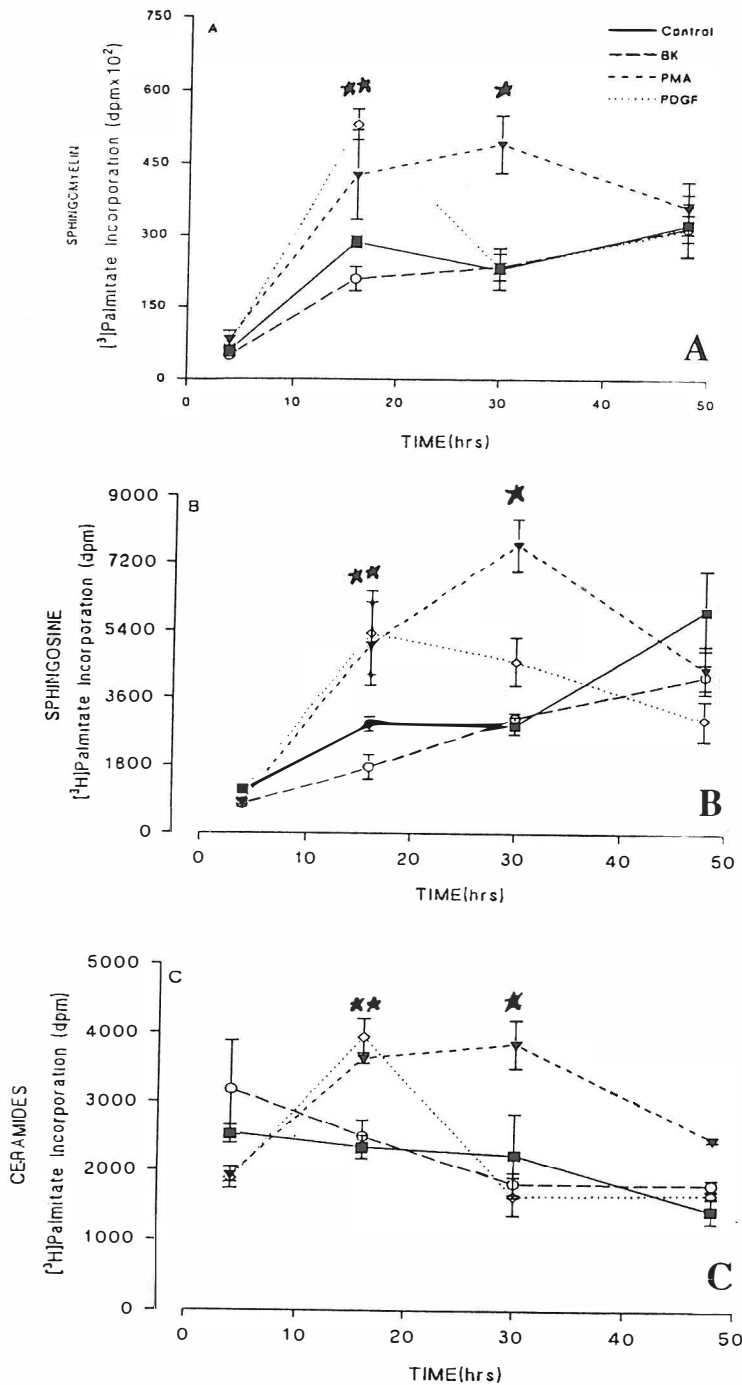 A
Control
BK
PMA
PDGF
750
600
450
300
150
0
SPHINGOMYELIN
[³]Palmitate Incorporation (dpm×10²)
0 10 20 30 40 50
TIME(hrs)
A
B
9000
7200
5400
3600
1800
0
SPHINGOSINE
[³H]Palmitate Incorporation (dpm)
0 10 20 30 40 50
TIME(hrs)
B
C
5000
4000
3000
2000
1000
0
CERAMIDES
[³H]Palmitate Incorporation (dpm)
0 10 20 30 40 50
TIME(hrs)
C